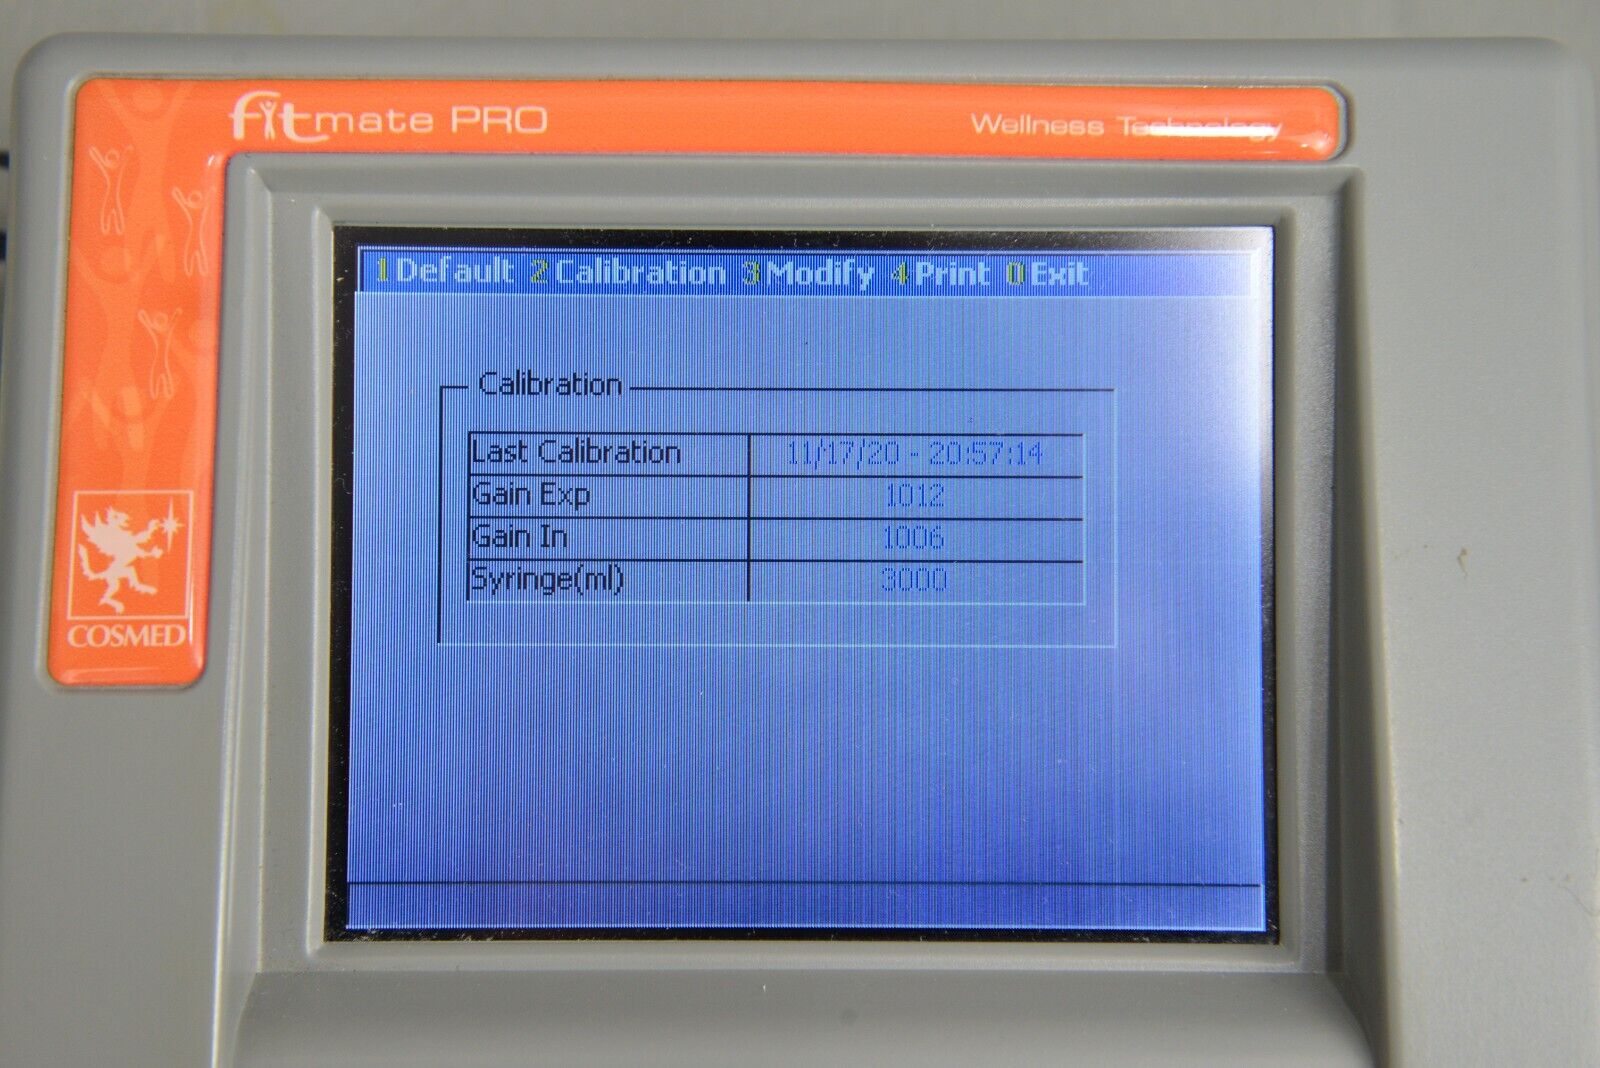 fitmate PRO Wellness Technology
1 Default 2 Calibration 3 Modify 4 Print 0 Exit
Calibration
Last Calibration 11/17/20 - 20:57:14
Gain Exp 1012
Gain In 1006
Syringe(ml) 3000
COSMED